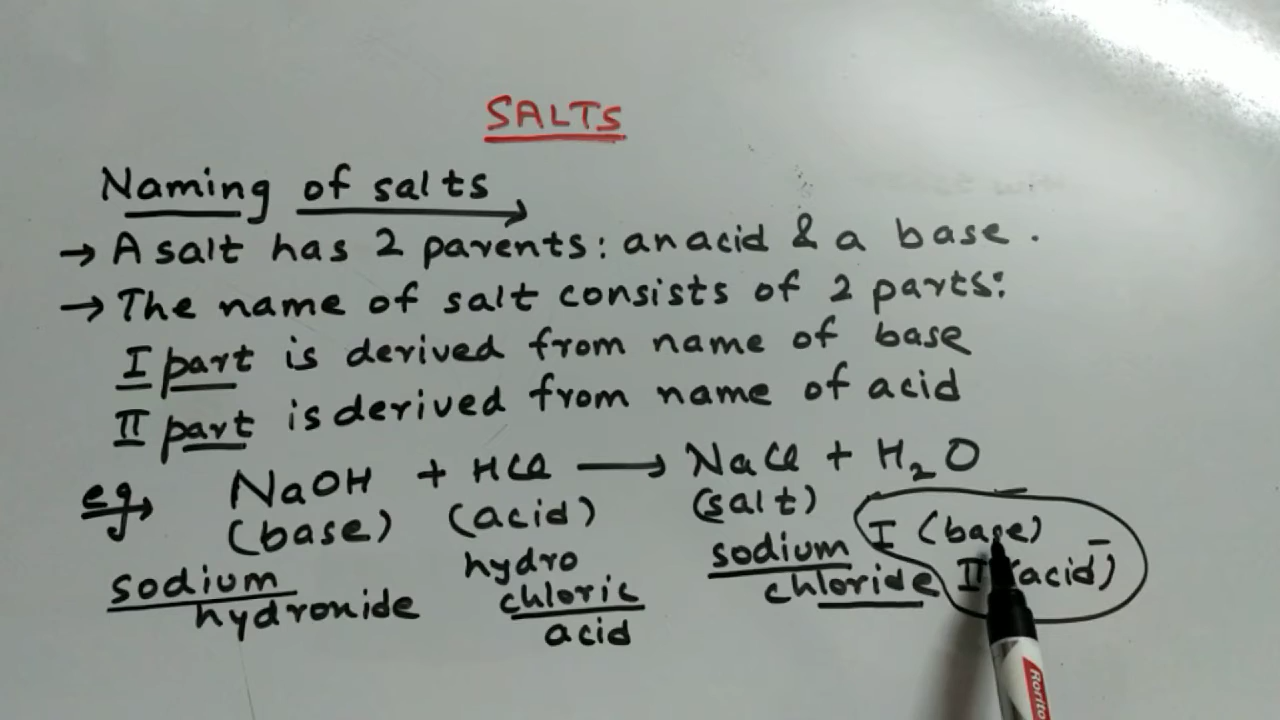 SALTS
Naming of salts
→ A salt has 2 parents: an acid & a base.
→ The name of salt consists of 2 parts:
I part is derived from name of base
II part is derived from name of acid
eg→ NaOH + HCl → NaCl + H₂O
(base) (acid) (salt) I (base)
sodium hydroxide hydro chloric acid sodium chloride II (acid)
Rorito